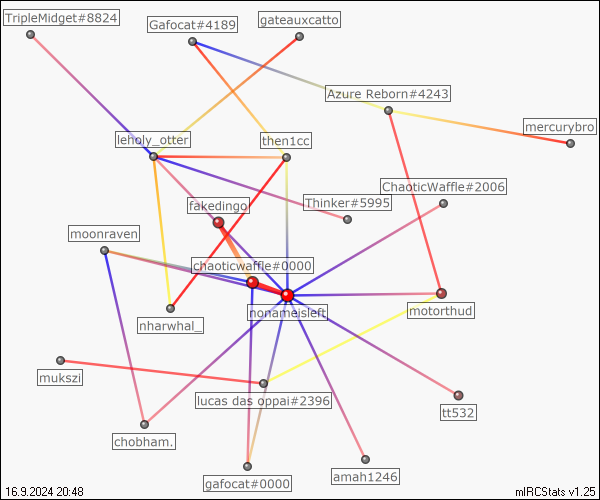 TripleMidget#8824
Gafocat#4189
gateauxcatto
Azure Reborn#4243
mercurybro
leholy_otter
then1cc
ChaoticWaffle#2006
Thinker#5995
fakedingo
moonraven
chaoticwaffle#0000
nonameisleft
motorthud
nharwhal_
mukszi
lucas das oppai#2396
tt532
chobham.
gafocat#0000
amah1246
16.9.2024 20:48
mIRCStats v1.25